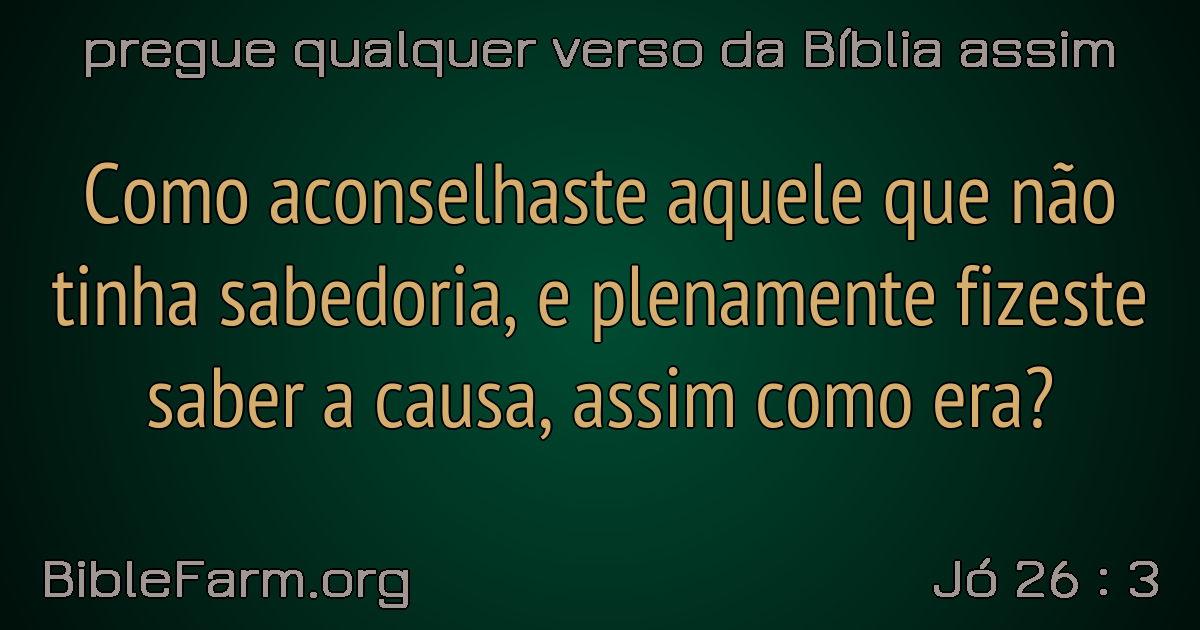 pregue qualquer verso da Bíblia assim
Como aconselhaste aquele que não
tinha sabedoria, e plenamente fizeste
saber a causa, assim como era?
BibleFarm.org
Jó 26 : 3